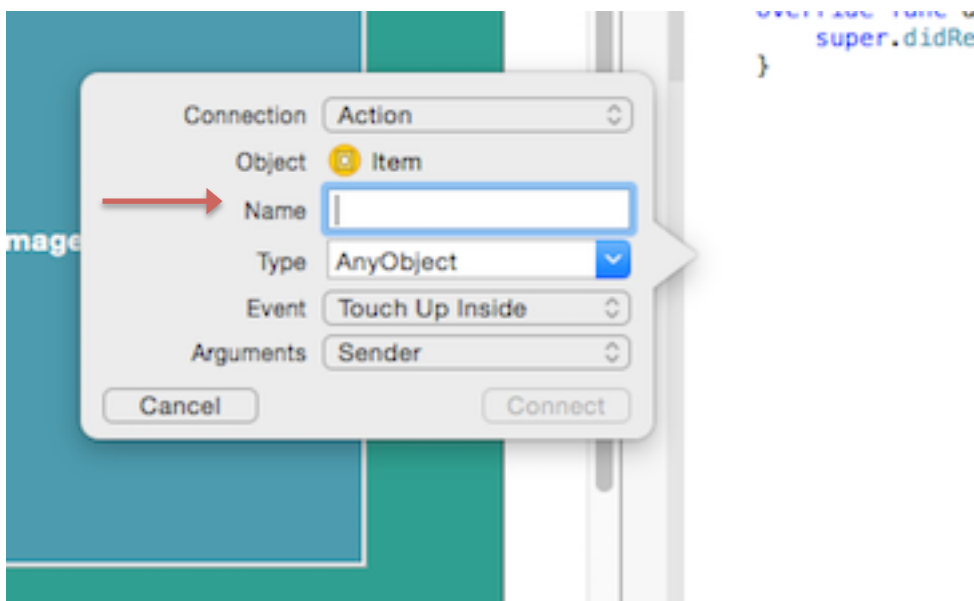 super.didRe
}
Connection Action
Object Item
Name
mage
Type AnyObject
Event Touch Up Inside
Arguments Sender
Cancel Connect